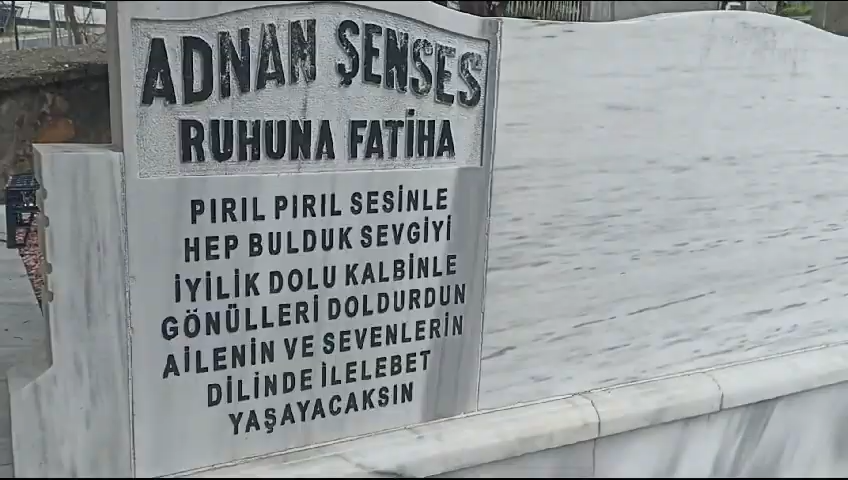 ADNAN ŞENSES
RUHUNA FATİHA
PIRIL PIRIL SESİNLE
HEP BULDUK SEVGİYİ
İYİLİK DOLU KALBİNLE
GÖNÜLLERİ DOLDURDUN
AİLENİN VE SEVENLERİN
DİLİNDE İLELEBET
YAŞAYACAKSIN